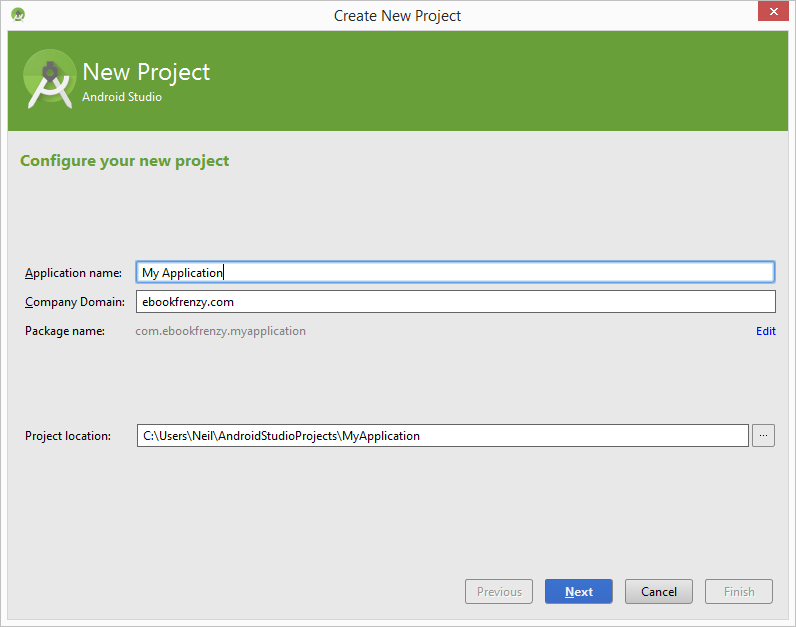 Create New Project
New Project
Android Studio
Configure your new project
Application name: My Application
Company Domain: ebookfrenzy.com
Package name: com.ebookfrenzy.myapplication Edit
Project location: C:\Users\Neil\AndroidStudioProjects\MyApplication ...
Previous Next Cancel Finish